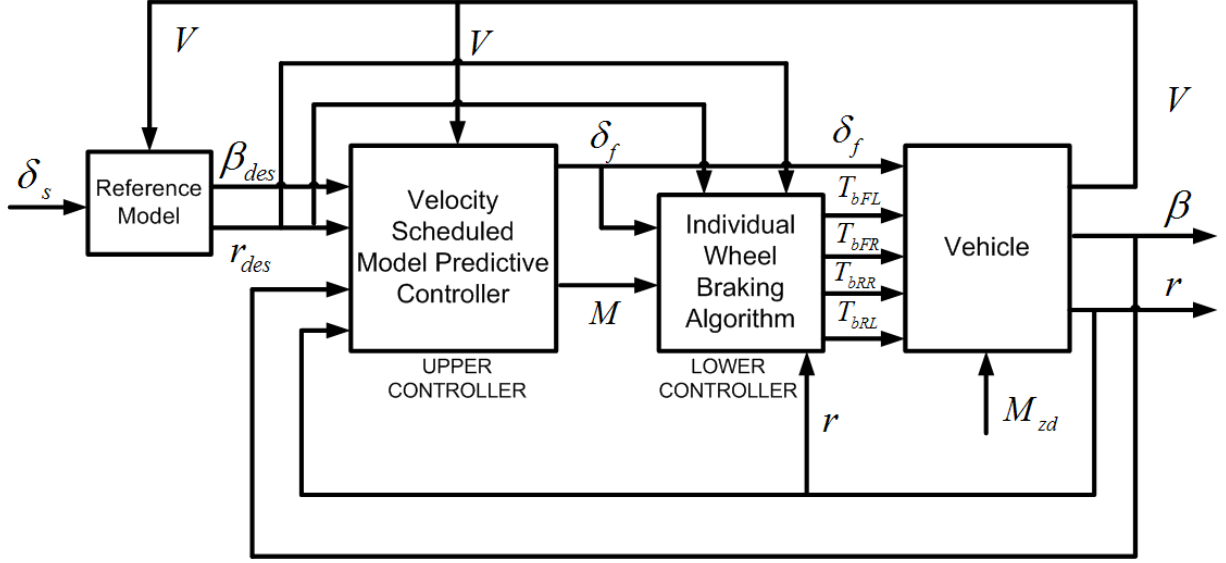 V
V
V
δ_s
Reference
Model
β_des
r_des
Velocity
Scheduled
Model Predictive
Controller
UPPER
CONTROLLER
δ_f
M
Individual
Wheel
Braking
Algorithm
LOWER
CONTROLLER
r
δ_f
T_bFL
T_bFR
T_bRR
T_bRL
Vehicle
M_zd
β
r